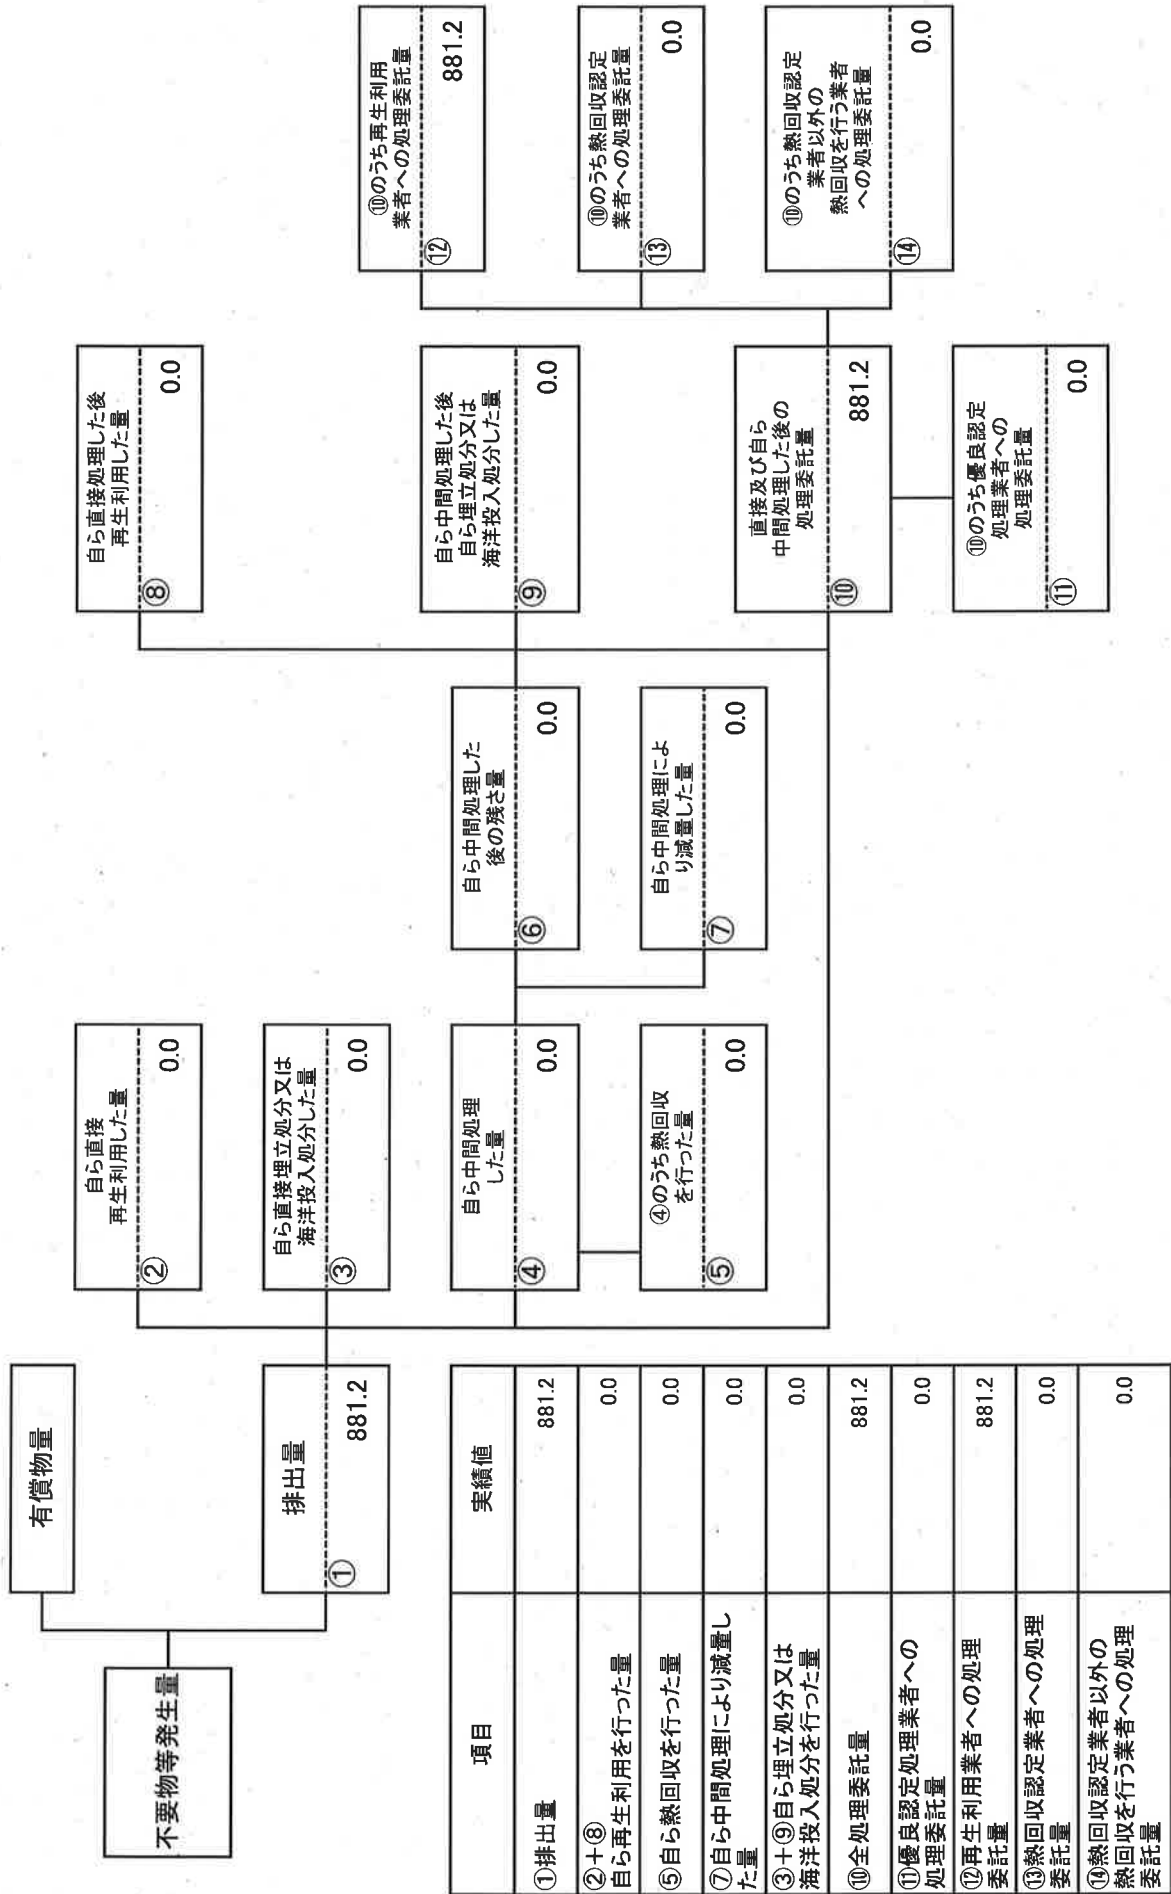 不要物等発生量
有償物量
排出量
①
881.2
自ら直接
再生利用した量
②
0.0
自ら直接埋立処分又は
海洋投入処分した量
③
0.0
自ら中間処理
した量
④
0.0
④のうち熱回収
を行った量
⑤
0.0
自ら中間処理した
後の残さ量
⑥
0.0
自ら中間処理によ
り減量した量
⑦
0.0
自ら直接処理した後
再生利用した量
⑧
0.0
自ら中間処理した後
自ら埋立処分又は
海洋投入処分した量
⑨
0.0
直接及び自ら
中間処理した後の
処理委託量
⑩
881.2
⑩のうち優良認定
処理業者への
処理委託量
⑪
0.0
⑩のうち再生利用
業者への処理委託量
⑫
881.2
⑩のうち熱回収認定
業者への処理委託量
⑬
0.0
⑩のうち熱回収認定
業者以外の
熱回収を行う業者
への処理委託量
⑭
0.0
項目 実績値
①排出量 881.2
②＋⑧
自ら再生利用を行った量 0.0
⑤自ら熱回収を行った量 0.0
⑦自ら中間処理により減量し
た量 0.0
③＋⑨自ら埋立処分又は
海洋投入処分を行った量 0.0
⑩全処理委託量 881.2
⑪優良認定処理業者への
処理委託量 0.0
⑫再生利用業者への処理
委託量 881.2
⑬熱回収認定業者への処理
委託量 0.0
⑭熱回収認定業者以外の
熱回収を行う業者への処理
委託量 0.0